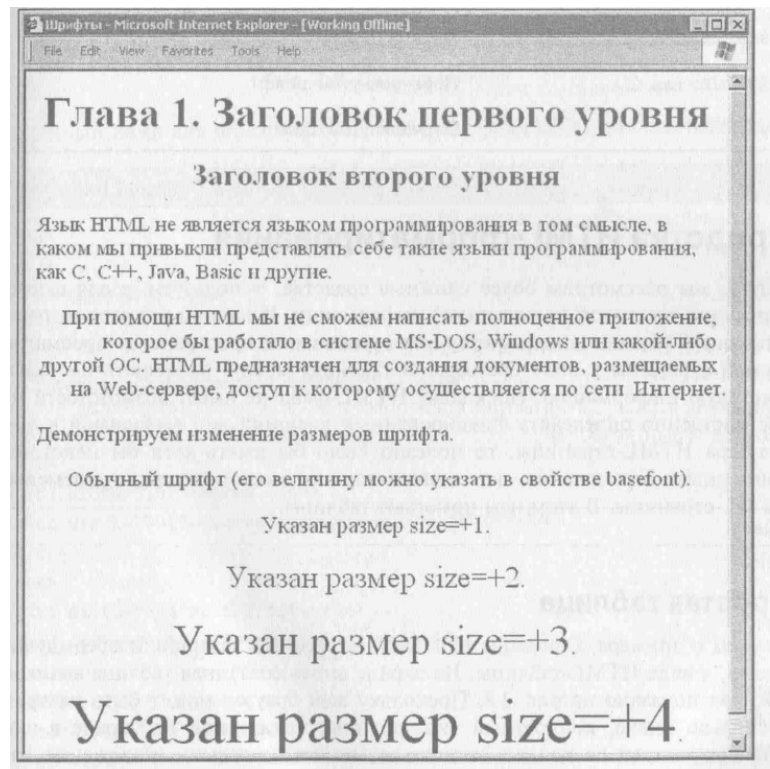 Шрифты - Microsoft Internet Explorer - [Working Offline]
File Edit View Favorites Tools Help
Глава 1. Заголовок первого уровня
Заголовок второго уровня
Язык HTML не является языком программирования в том смысле, в
каком мы привыкли представлять себе такие языки программирования,
как C, C++, Java, Basic и другие.
При помощи HTML мы не сможем написать полноценное приложение,
которое бы работало в системе MS-DOS, Windows или какой-либо
другой ОС. HTML предназначен для создания документов, размещаемых
на Web-узлах, доступ к которым осуществляется по сети Интернет.
Демонстрируем изменение размеров шрифта.
Обычный шрифт (его величину можно указать в свойстве basefont).
Указан размер size=+1.
Указан размер size=+2.
Указан размер size=+3
Указан размер size=+4.